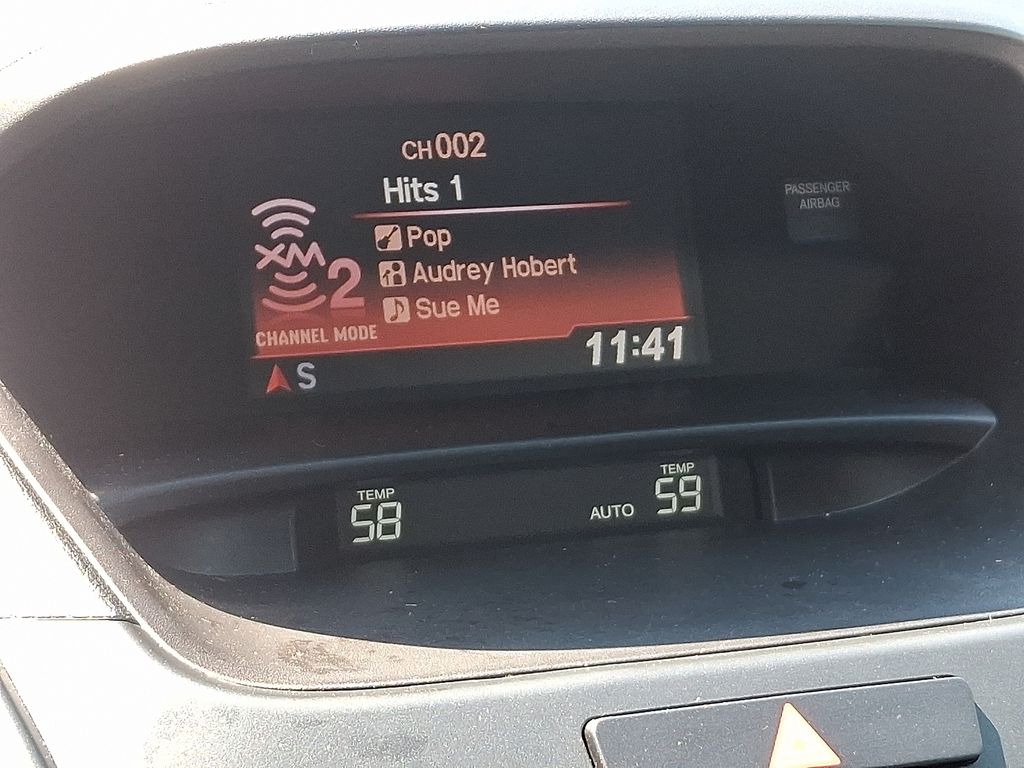 CH002
Hits 1
PASSENGER
AIRBAG
XM 2
Pop
Audrey Hobert
Sue Me
CHANNEL MODE
11:41
S
TEMP
58
AUTO
TEMP
59